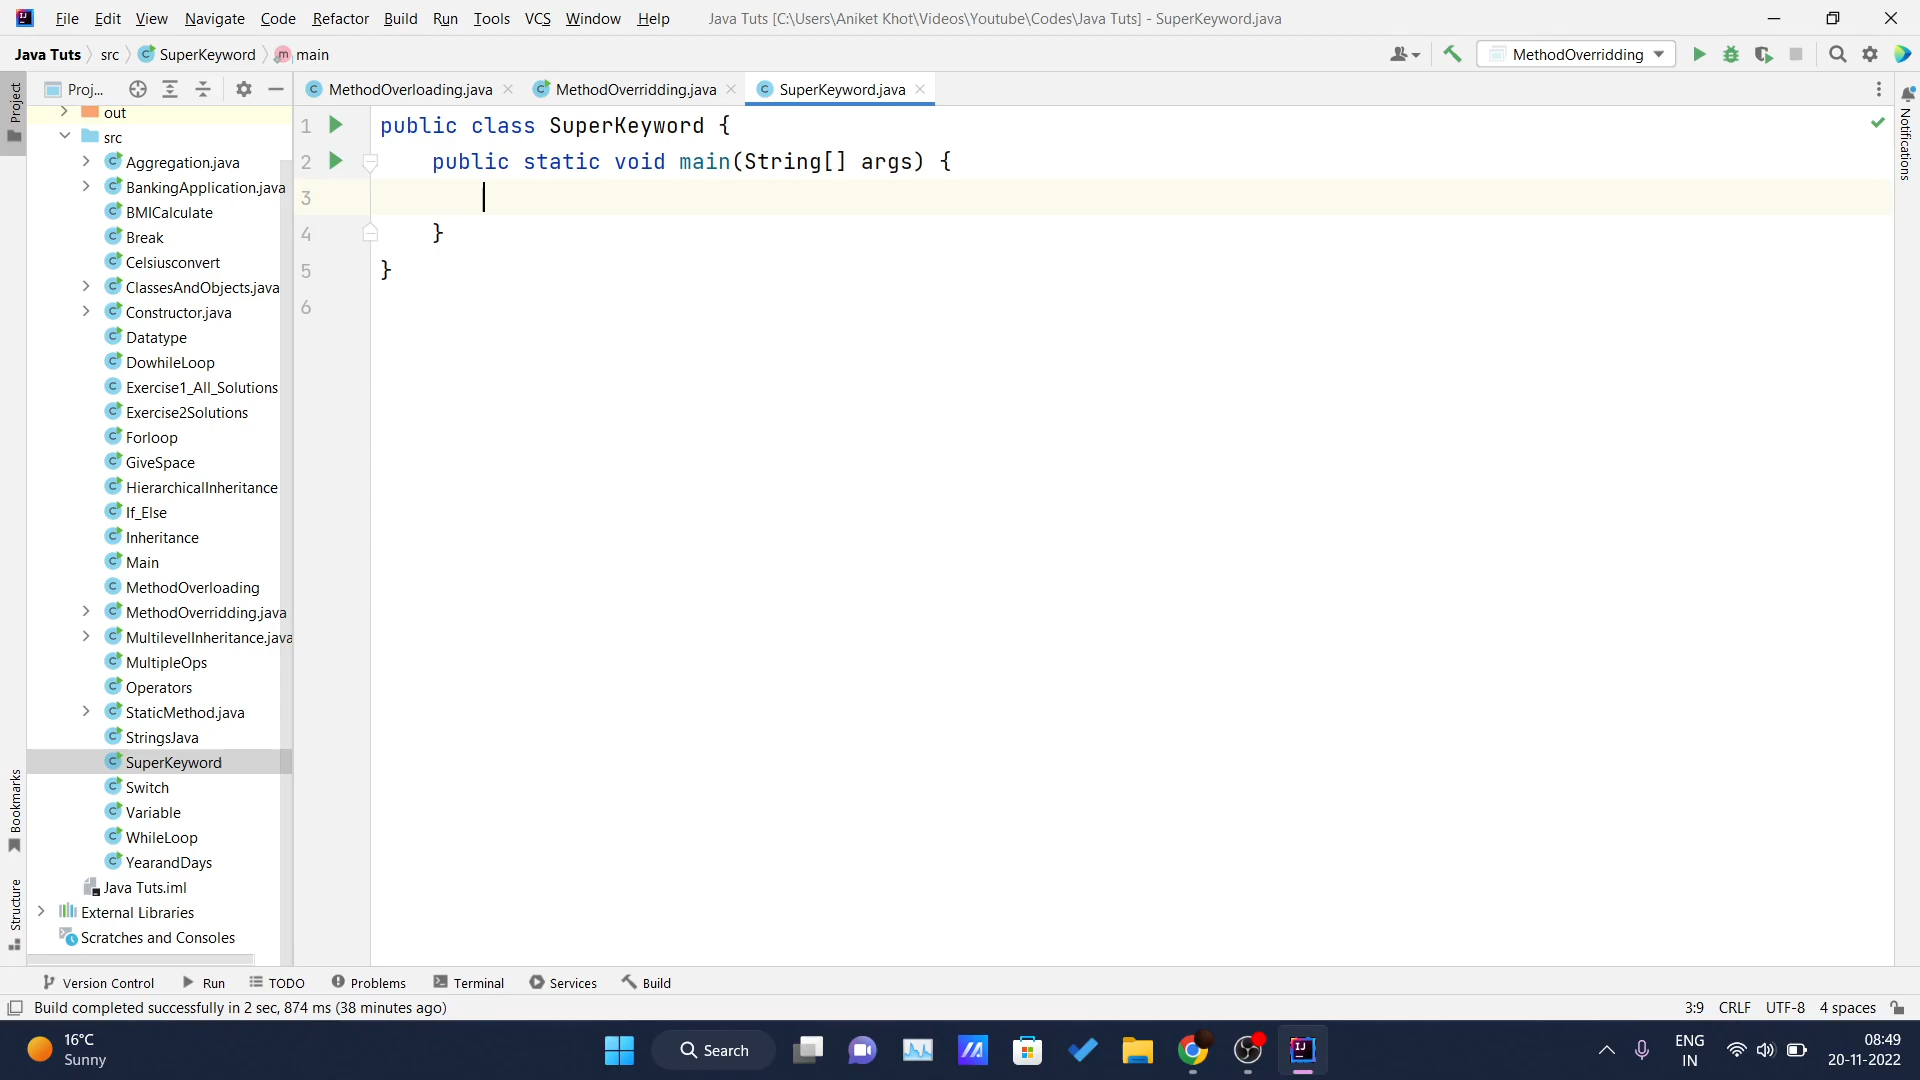 File Edit View Navigate Code Refactor Build Run Tools VCS Window Help Java Tuts [C:\Users\Aniket Khot\Videos\Youtube\Codes\Java Tuts] - SuperKeyword.java
Java Tuts src SuperKeyword main MethodOverridding
Project
Proj...
MethodOverloading.java MethodOverridding.java SuperKeyword.java
Notifications
out
src
Aggregation.java
BankingApplication.java
BMICalculate
Break
Celsiusconvert
ClassesAndObjects.java
Constructor.java
Datatype
DowhileLoop
Exercise1_All_Solutions
Exercise2Solutions
Forloop
GiveSpace
HierarchicalInheritance
If_Else
Inheritance
Main
MethodOverloading
MethodOverridding.java
MultilevelInheritance.java
MultipleOps
Operators
StaticMethod.java
StringsJava
SuperKeyword
Switch
Variable
WhileLoop
YearandDays
Java Tuts.iml
External Libraries
Scratches and Consoles
Bookmarks
Structure
1 public class SuperKeyword {
2 public static void main(String[] args) {
3
4 }
5 }
6
Version Control Run TODO Problems Terminal Services Build
Build completed successfully in 2 sec, 874 ms (38 minutes ago) 3:9 CRLF UTF-8 4 spaces
16°C
Sunny
Search
ENG
IN
08:49
20-11-2022